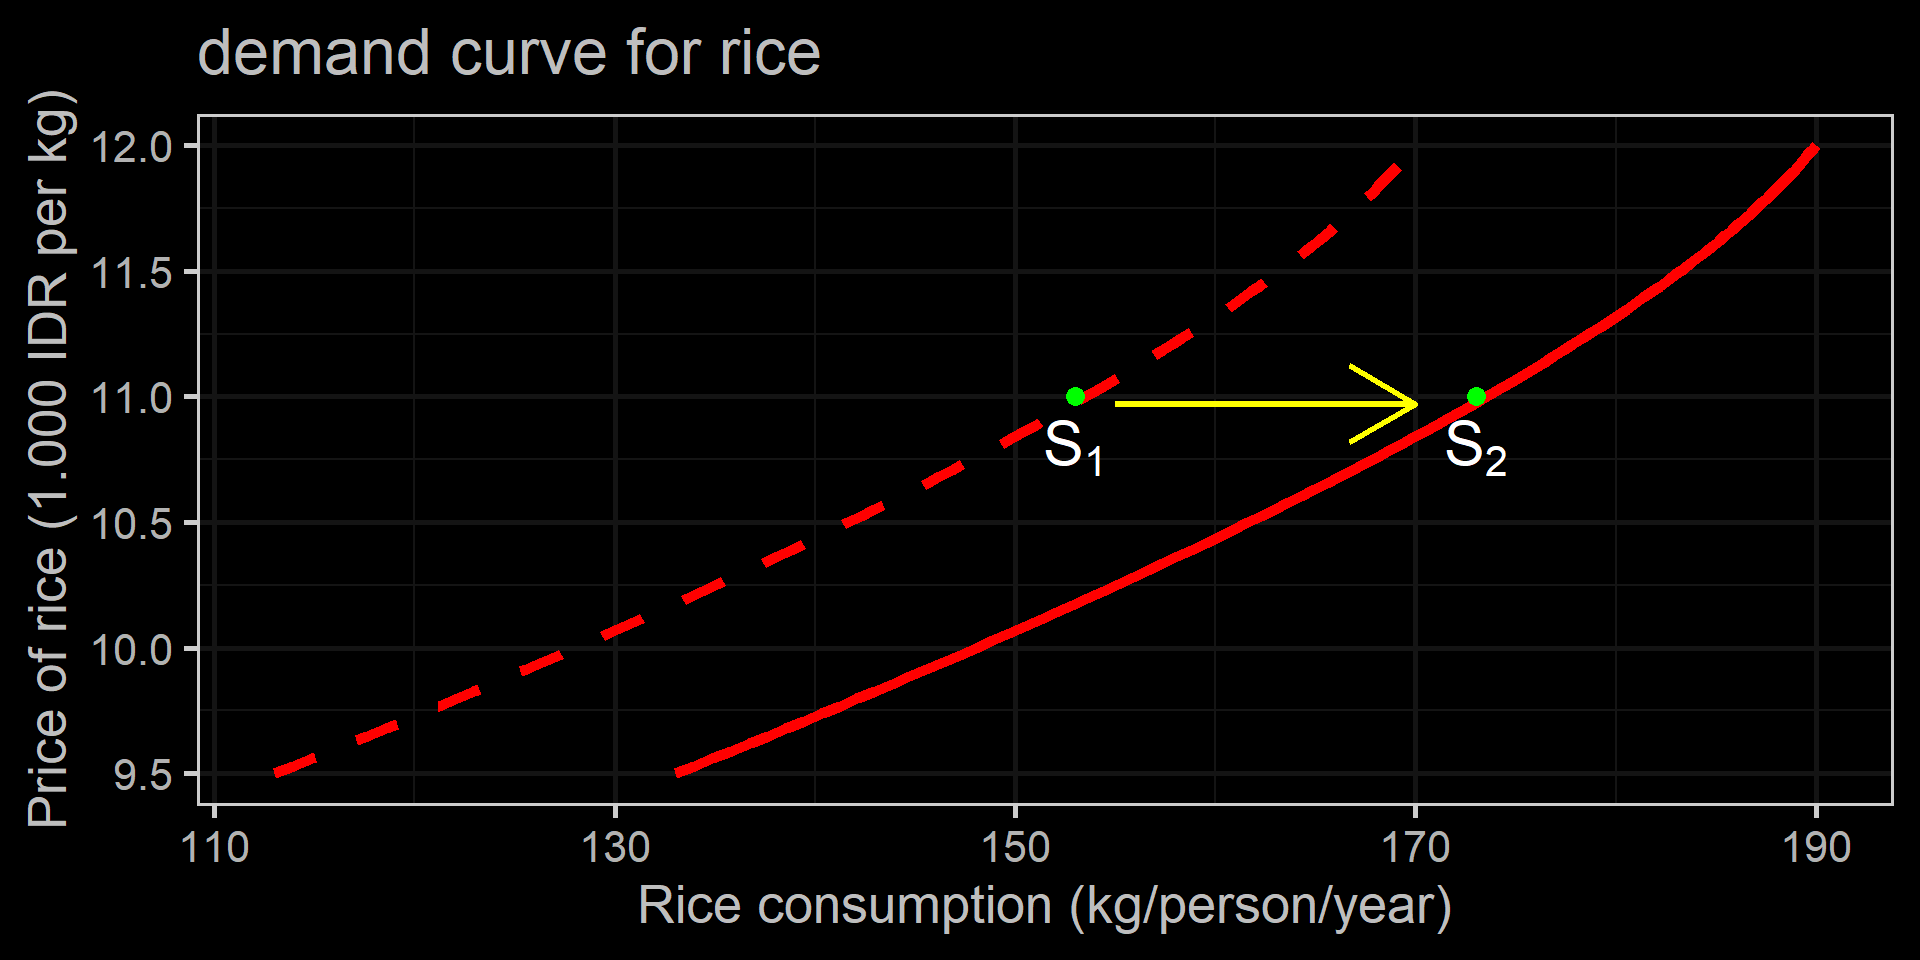 demand curve for rice
Price of rice (1.000 IDR per kg)
12.0
11.5
11.0
10.5
10.0
9.5
S₁
S₂
110 130 150 170 190
Rice consumption (kg/person/year)